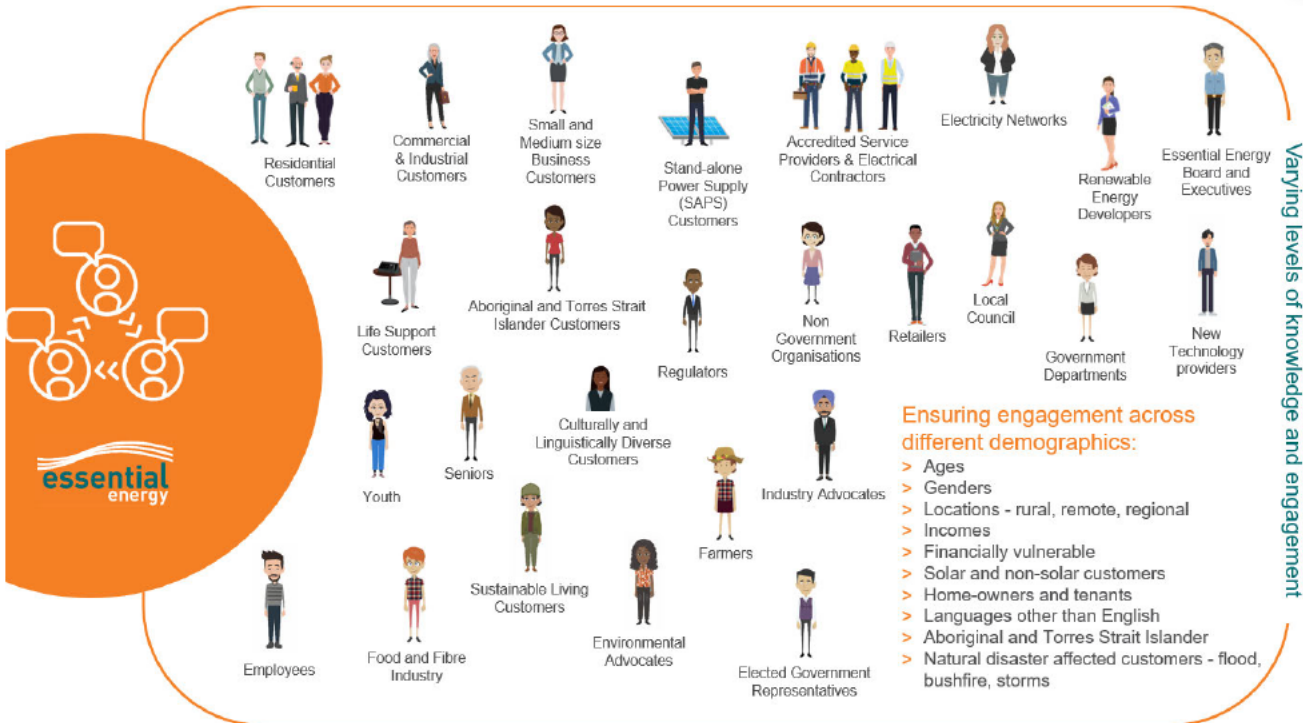 Residential
Customers
Commercial
& Industrial
Customers
Small and
Medium size
Business
Customers
Stand-alone
Power Supply
(SAPS)
Customers
Accredited Service
Providers & Electrical
Contractors
Electricity Networks
Renewable
Energy
Developers
Essential Energy
Board and
Executives
Life Support
Customers
Aboriginal and Torres Strait
Islander Customers
Regulators
Non
Government
Organisations
Retailers
Local
Council
Government
Departments
New
Technology
providers
Youth
Seniors
Culturally and
Linguistically Diverse
Customers
Farmers
Industry Advocates
Employees
Food and Fibre
Industry
Sustainable Living
Customers
Environmental
Advocates
Elected Government
Representatives
essential
energy
Ensuring engagement across
different demographics:
> Ages
> Genders
> Locations - rural, remote, regional
> Incomes
> Financially vulnerable
> Solar and non-solar customers
> Home-owners and tenants
> Languages other than English
> Aboriginal and Torres Strait Islander
> Natural disaster affected customers - flood,
bushfire, storms
Varying levels of knowledge and engagement